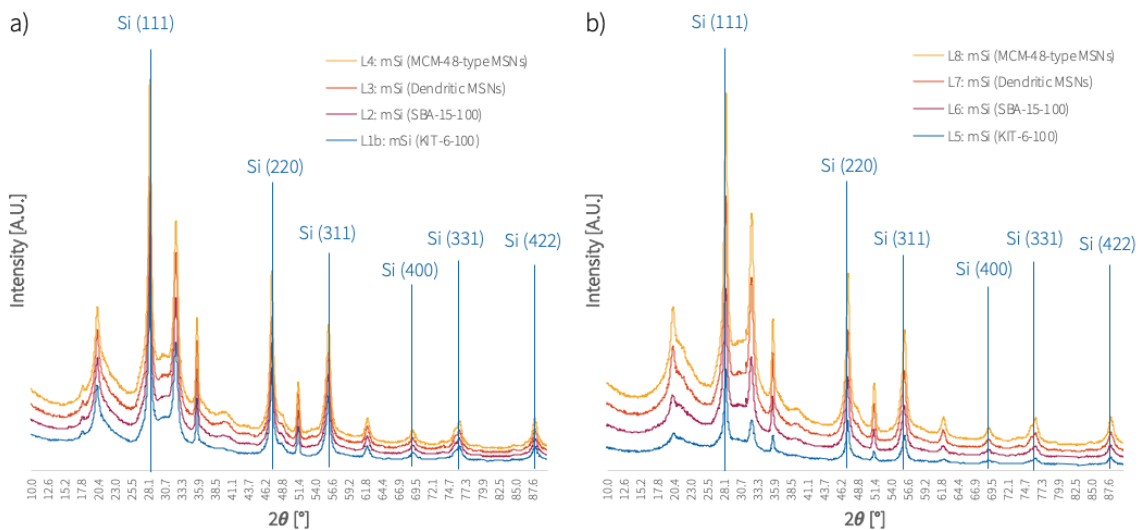 a)
Si (111)
L4: mSi (MCM-48-type MSNs)
L3: mSi (Dendritic MSNs)
L2: mSi (SBA-15-100)
L1b: mSi (KIT-6-100)
Si (220)
Si (311)
Si (331)
Si (422)
Si (400)
Intensity [A.U.]
10.0 12.6 15.2 17.8 20.4 23.0 25.5 28.1 30.7 33.3 35.9 38.5 41.1 43.7 46.2 48.8 51.4 54.0 56.6 59.2 61.8 64.4 66.9 69.5 72.1 74.7 77.3 79.9 82.5 85.0 87.6
2θ [°]
b)
Si (111)
L8: mSi (MCM-48-type MSNs)
L7: mSi (Dendritic MSNs)
L6: mSi (SBA-15-100)
L5: mSi (KIT-6-100)
Si (220)
Si (311)
Si (331)
Si (422)
Si (400)
Intensity [A.U.]
10.0 12.6 15.2 17.8 20.4 23.0 25.5 28.1 30.7 33.3 35.9 38.5 41.1 43.7 46.2 48.8 51.4 54.0 56.6 59.2 61.8 64.4 66.9 69.5 72.1 74.7 77.3 79.9 82.5 85.0 87.6
2θ [°]